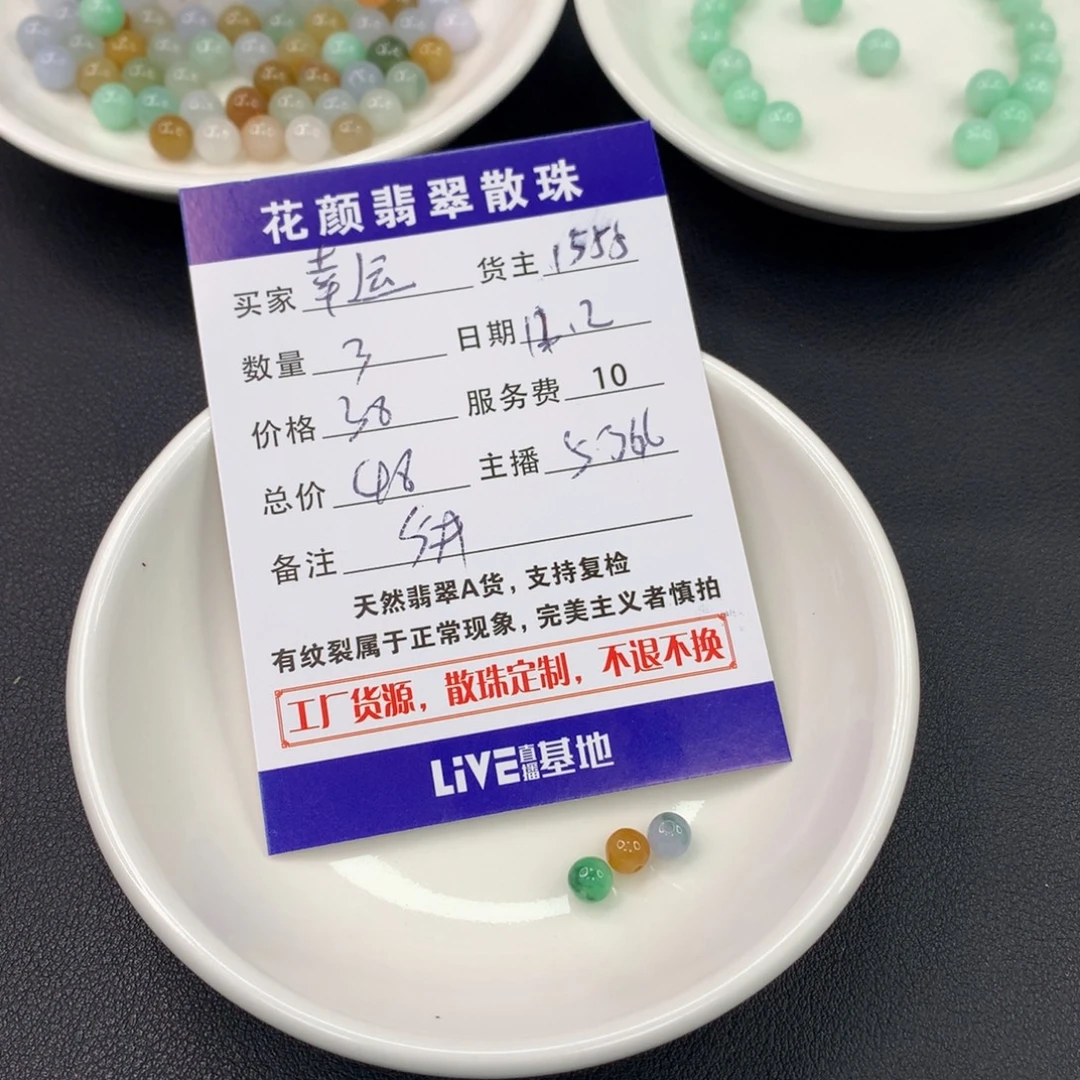 花颜翡翠散珠
买家 幸运 货主 1555
数量 3 日期 12.2
价格 38 服务费 10
总价 48 主播 5366
备注
天然翡翠A货，支持复检
有纹裂属于正常现象，完美主义者慎拍
工厂货源，散珠定制，不退不换
LiVE直播基地